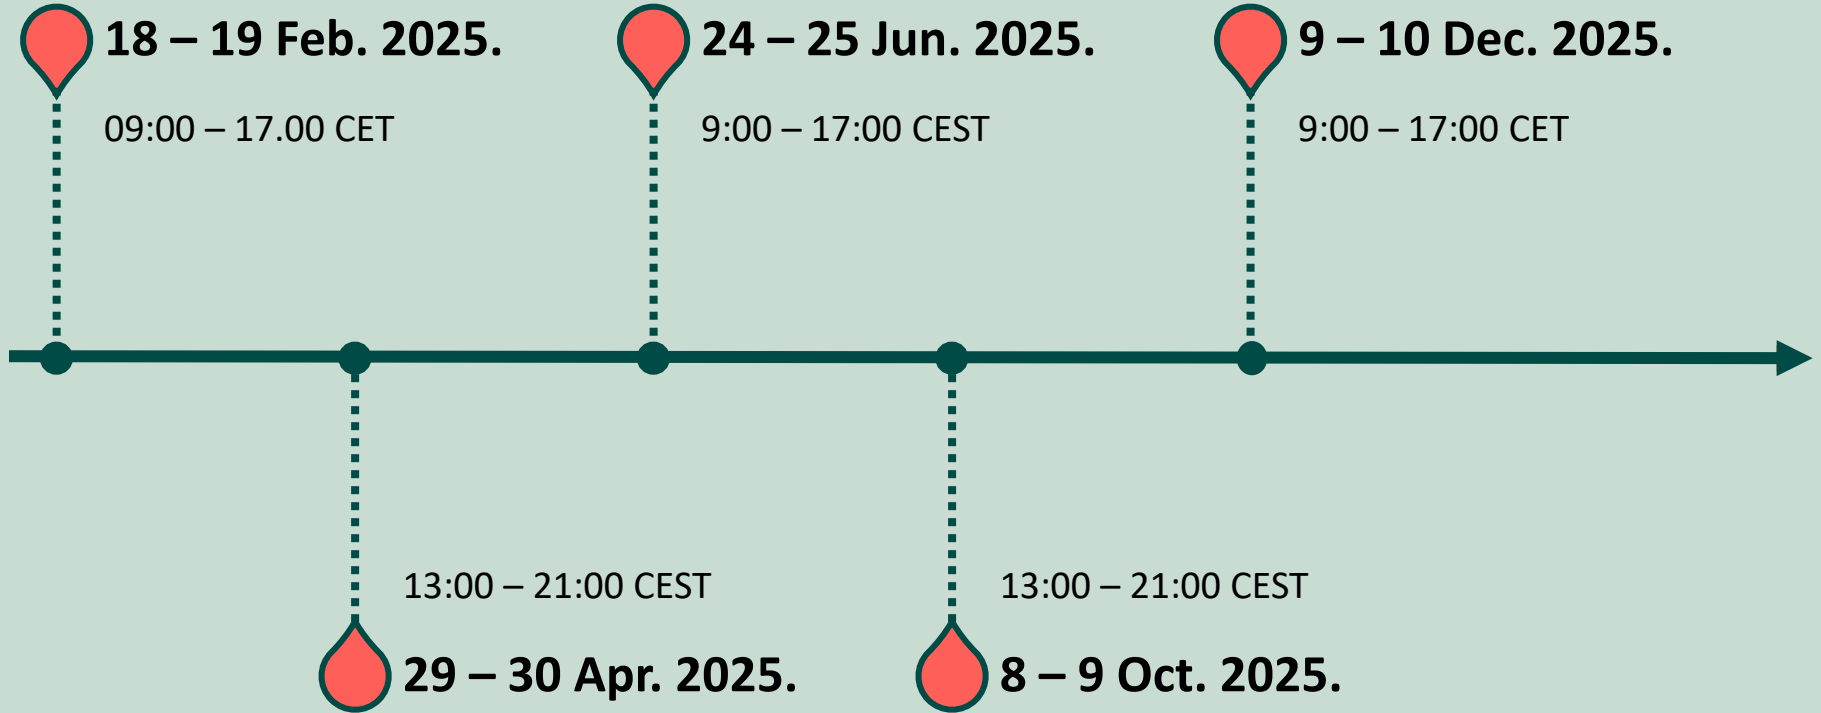 18 – 19 Feb. 2025.
09:00 – 17.00 CET
24 – 25 Jun. 2025.
9:00 – 17:00 CEST
9 – 10 Dec. 2025.
9:00 – 17:00 CET
13:00 – 21:00 CEST
29 – 30 Apr. 2025.
13:00 – 21:00 CEST
8 – 9 Oct. 2025.